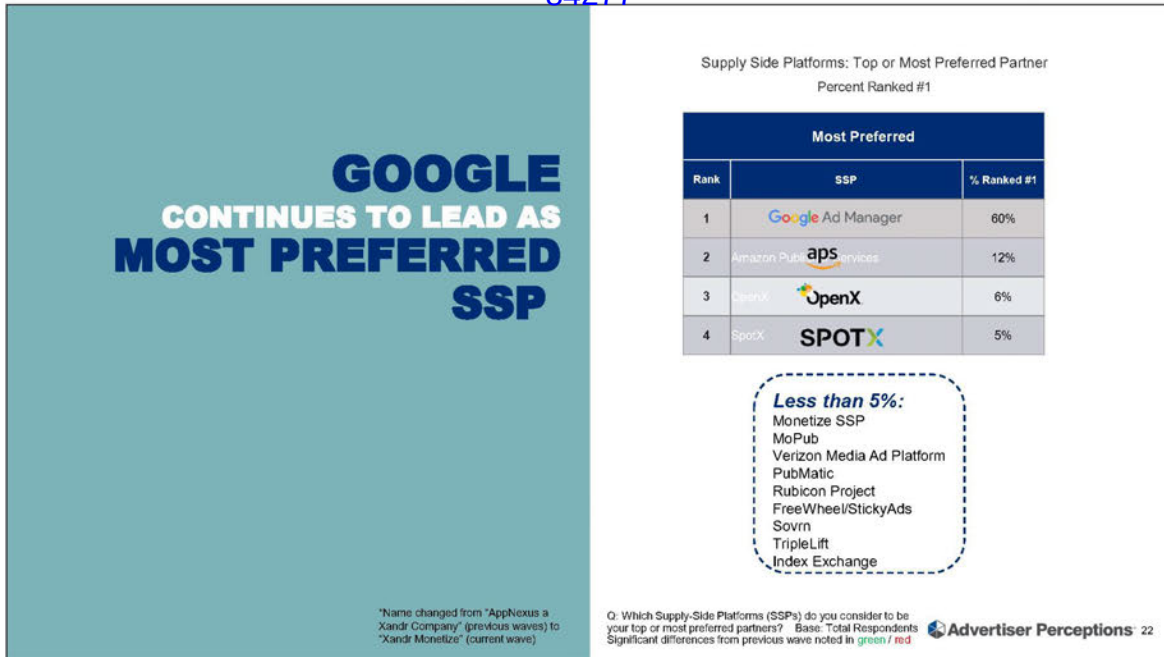 GOOGLE
CONTINUES TO LEAD AS
MOST PREFERRED
SSP
*Name changed from "AppNexus a
Xandr Company" (previous waves) to
"Xandr Monetize" (current wave)
Supply Side Platforms: Top or Most Preferred Partner
Percent Ranked #1
Most Preferred
Rank SSP % Ranked #1
1 Google Ad Manager 60%
2 aps 12%
3 OpenX OpenX 6%
4 SpotX SPOTX 5%
Less than 5%:
Monetize SSP
MoPub
Verizon Media Ad Platform
PubMatic
Rubicon Project
FreeWheel/StickyAds
Sovrn
TripleLift
Index Exchange
Q: Which Supply-Side Platforms (SSPs) do you consider to be
your top or most preferred partners? Base: Total Respondents
Significant differences from previous wave noted in green / red
Advertiser Perceptions 22